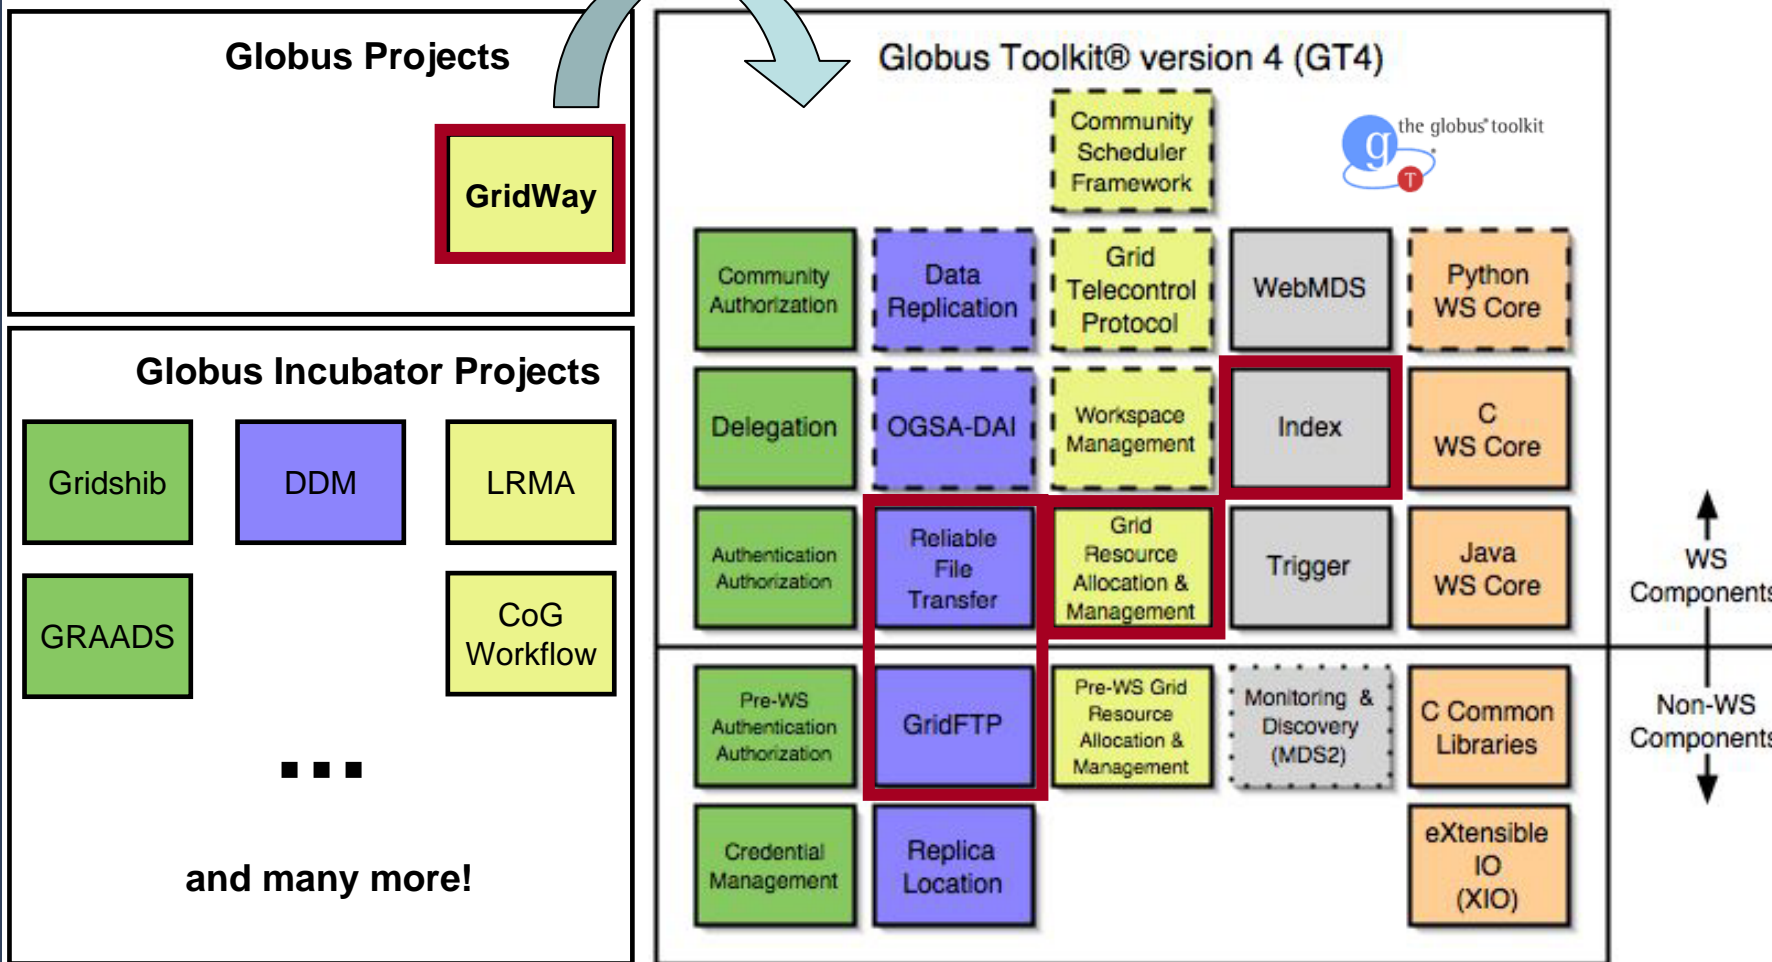 Globus Projects
GridWay
Globus Incubator Projects
Gridshib
DDM
LRMA
GRAADS
CoG
Workflow
...
and many more!
Globus Toolkit® version 4 (GT4)
the globus® toolkit
g
T
Community
Scheduler
Framework
Community
Authorization
Data
Replication
Grid
Telecontrol
Protocol
WebMDS
Python
WS Core
Delegation
OGSA-DAI
Workspace
Management
Index
C
WS Core
Authentication
Authorization
Reliable
File
Transfer
Grid
Resource
Allocation &
Management
Trigger
Java
WS Core
WS
Components
Pre-WS
Authentication
Authorization
GridFTP
Pre-WS Grid
Resource
Allocation &
Management
Monitoring &
Discovery
(MDS2)
C Common
Libraries
Non-WS
Components
Credential
Management
Replica
Location
eXtensible
IO
(XIO)